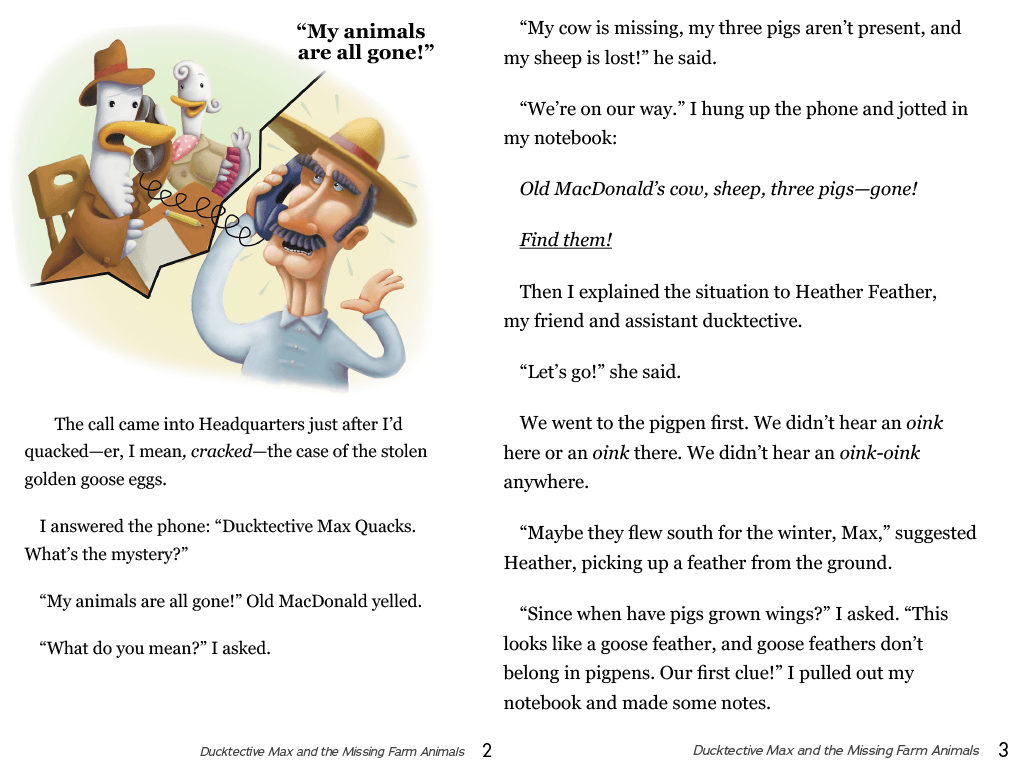 “My animals
are all gone!”
The call came into Headquarters just after I’d
quacked—er, I mean, cracked—the case of the stolen
golden goose eggs.
I answered the phone: “Ducktective Max Quacks.
What’s the mystery?”
“My animals are all gone!” Old MacDonald yelled.
“What do you mean?” I asked.
Ducktective Max and the Missing Farm Animals 2
“My cow is missing, my three pigs aren’t present, and
my sheep is lost!” he said.
“We’re on our way.” I hung up the phone and jotted in
my notebook:
Old MacDonald’s cow, sheep, three pigs—gone!
Find them!
Then I explained the situation to Heather Feather,
my friend and assistant ducktective.
“Let’s go!” she said.
We went to the pigpen first. We didn’t hear an oink
here or an oink there. We didn’t hear an oink-oink
anywhere.
“Maybe they flew south for the winter, Max,” suggested
Heather, picking up a feather from the ground.
“Since when have pigs grown wings?” I asked. “This
looks like a goose feather, and goose feathers don’t
belong in pigpens. Our first clue!” I pulled out my
notebook and made some notes.
Ducktective Max and the Missing Farm Animals 3